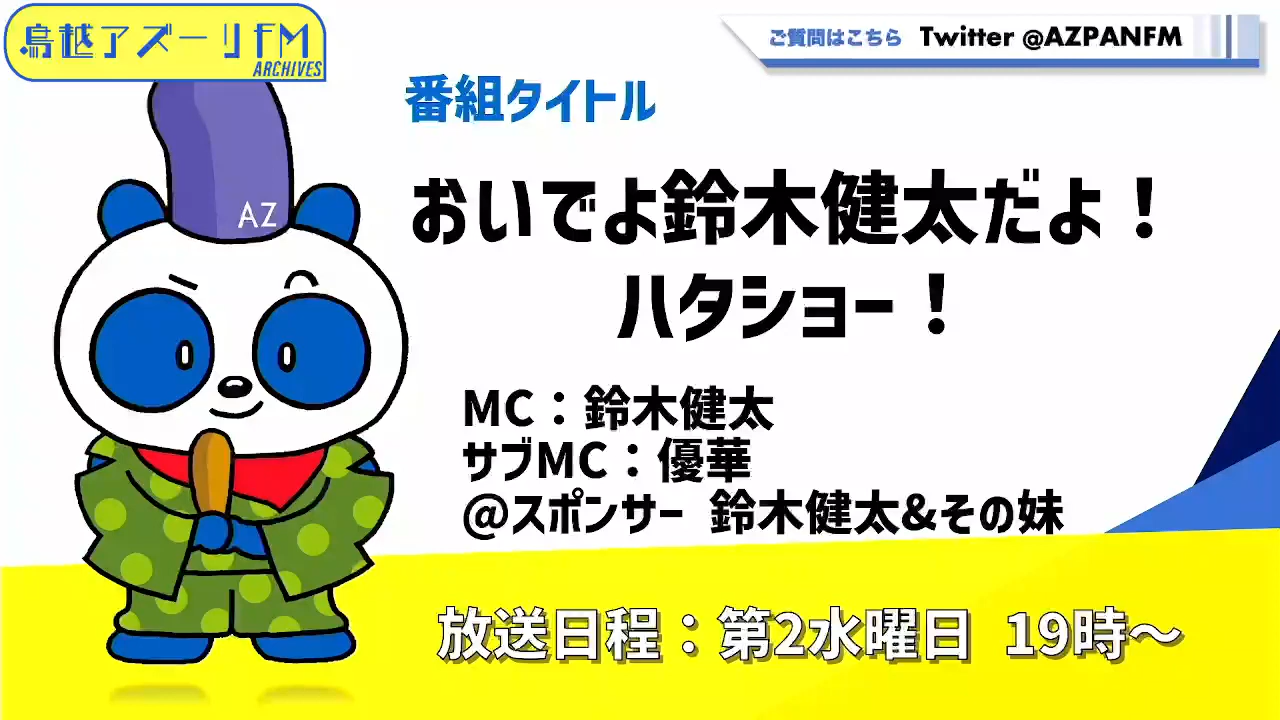 鳥越アズーリFM
ARCHIVES
ご質問はこちら Twitter @AZPANFM
番組タイトル
おいでよ鈴木健太だよ！
ハタショー！
AZ
MC：鈴木健太
サブMC：優華
@スポンサー 鈴木健太&その妹
放送日程：第2水曜日 19時～